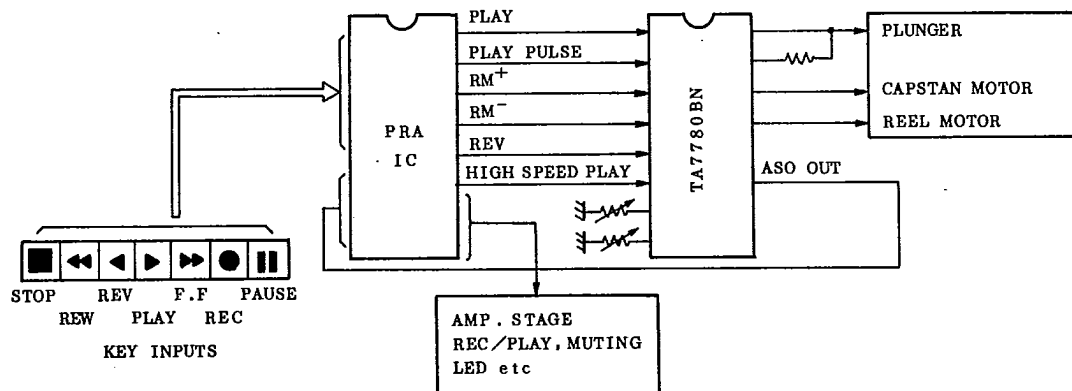 PLAY
PLAY PULSE
RM+
RM-
REV
HIGH SPEED PLAY
PRA
IC
TA7780BN
PLUNGER
CAPSTAN MOTOR
REEL MOTOR
ASO OUT
STOP REV F.F PAUSE
REW PLAY REC
KEY INPUTS
AMP. STAGE
REC/PLAY, MUTING
LED etc